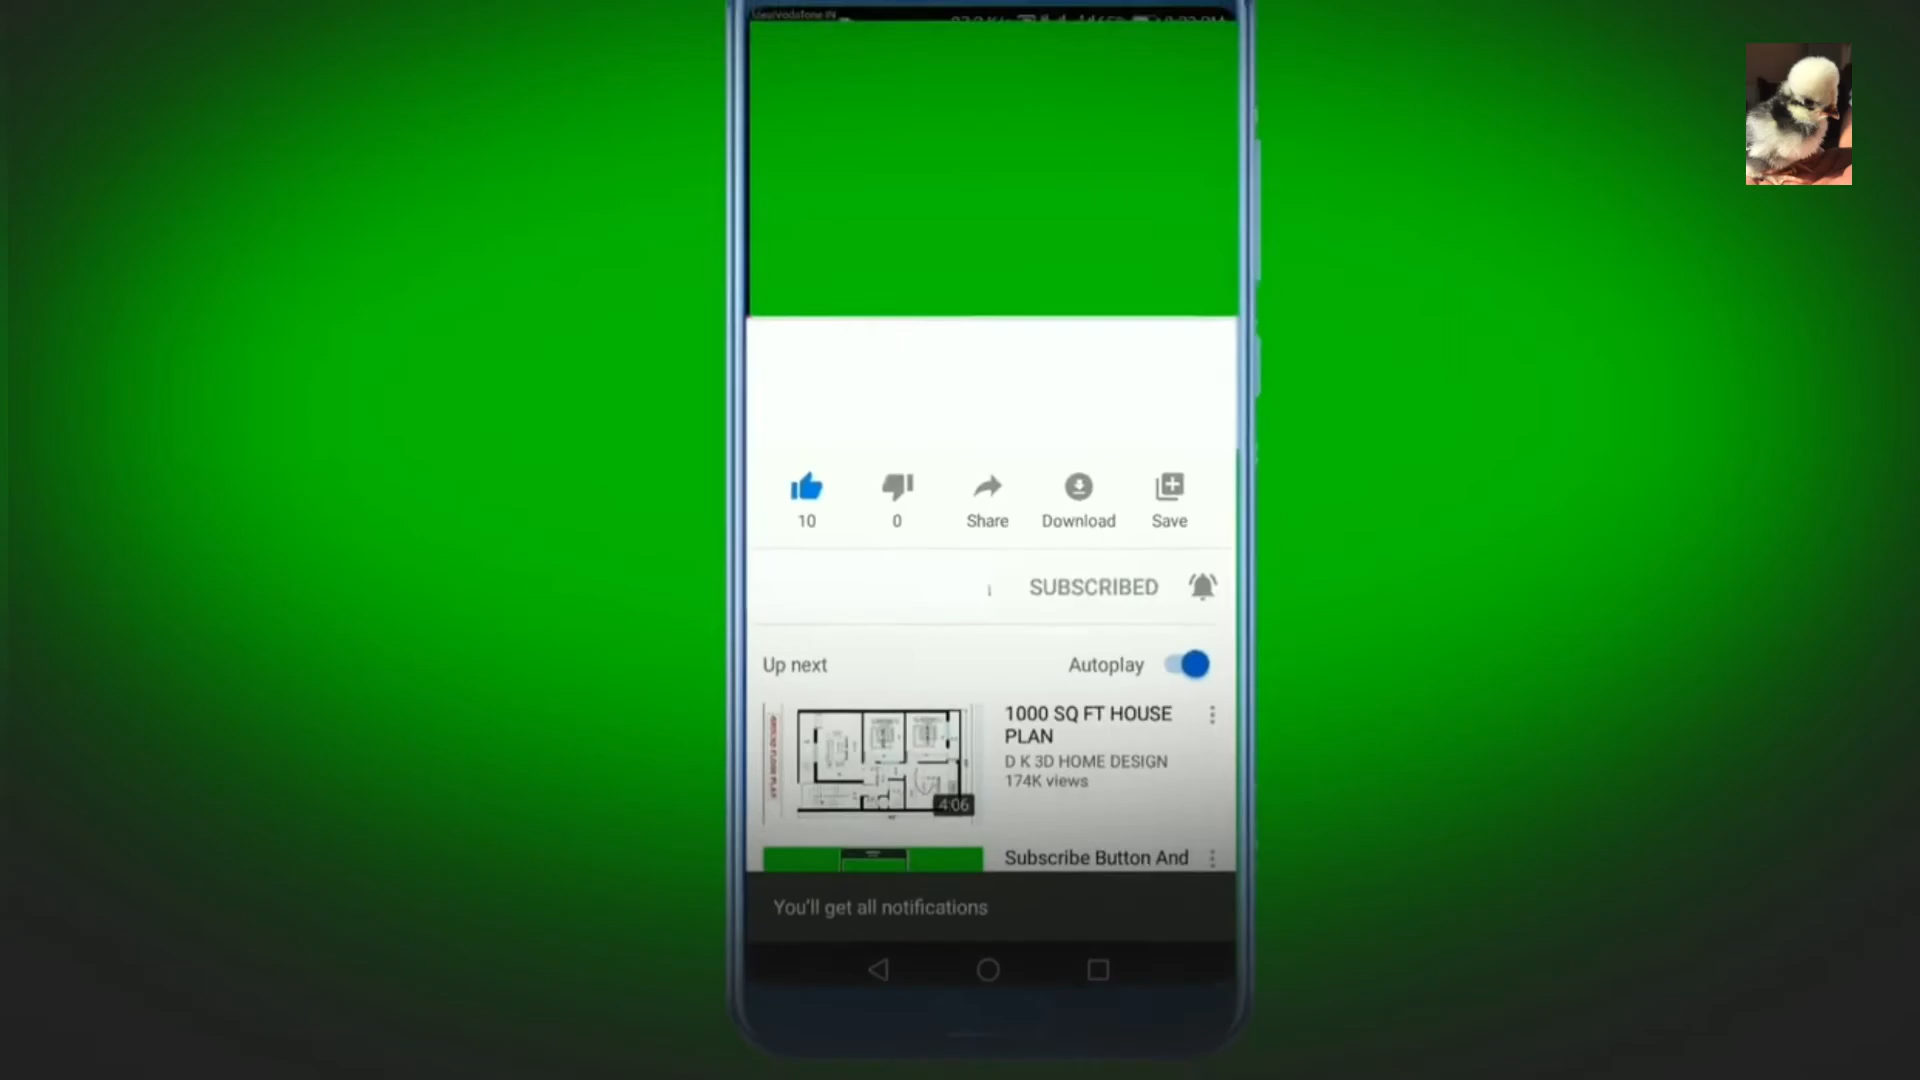 10
0
Share
Download
Save
SUBSCRIBED
Up next
Autoplay
1000 SQ FT HOUSE
PLAN
D K 3D HOME DESIGN
174K views
4:06
Subscribe Button And
You'll get all notifications